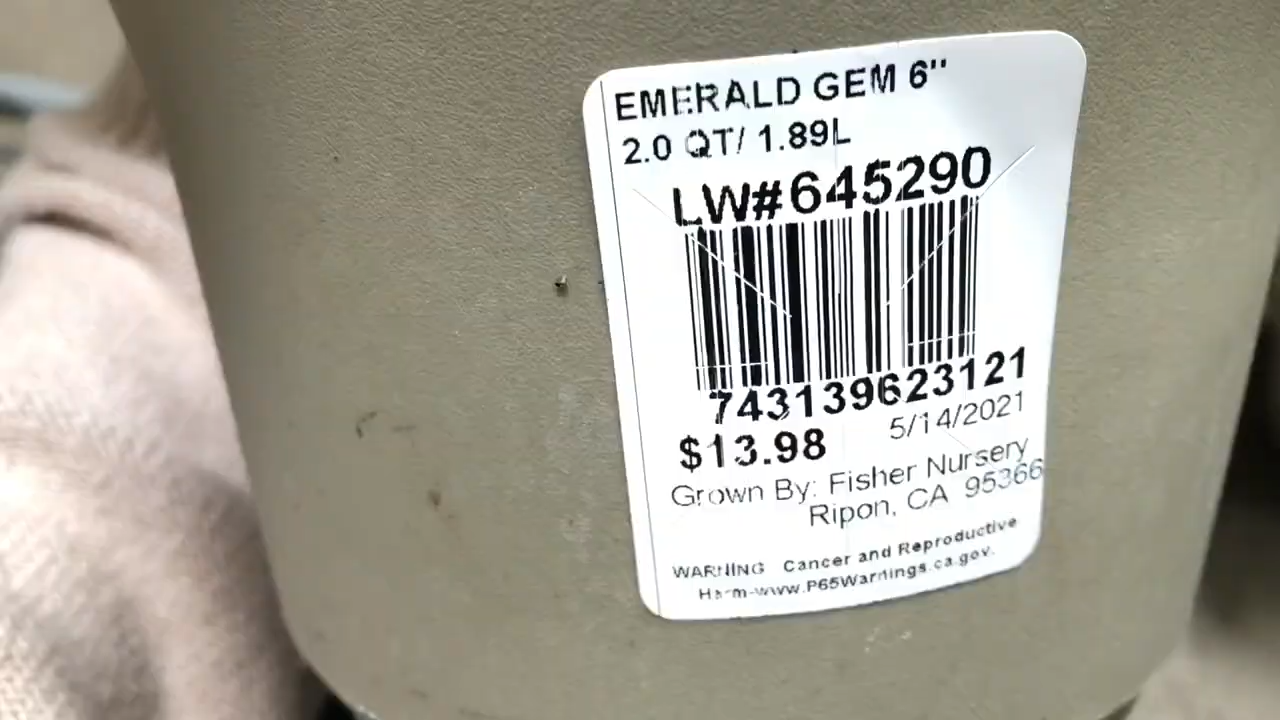 EMERALD GEM 6"
2.0 QT/ 1.89L
LW#645290
743139623121
$13.98 5/14/2021
Grown By: Fisher Nursery
Ripon, CA 95366
WARNING Cancer and Reproductive
Harm-www.P65Warnings.ca.gov.